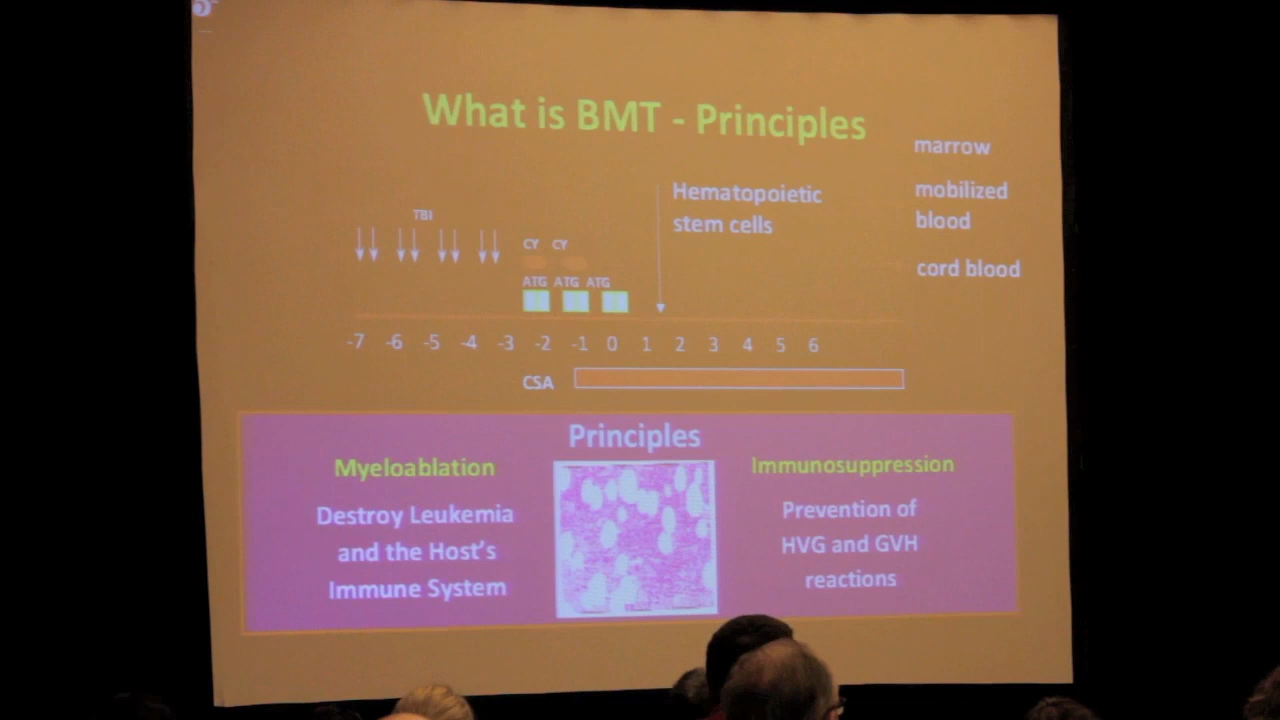 What is BMT - Principles
marrow
mobilized
blood
cord blood
Hematopoietic
stem cells
TBI
CY CY
ATG ATG ATG
-7 -6 -5 -4 -3 -2 -1 0 1 2 3 4 5 6
CSA
Principles
Myeloablation
Destroy Leukemia
and the Host's
Immune System
Immunosuppression
Prevention of
HVG and GVH
reactions